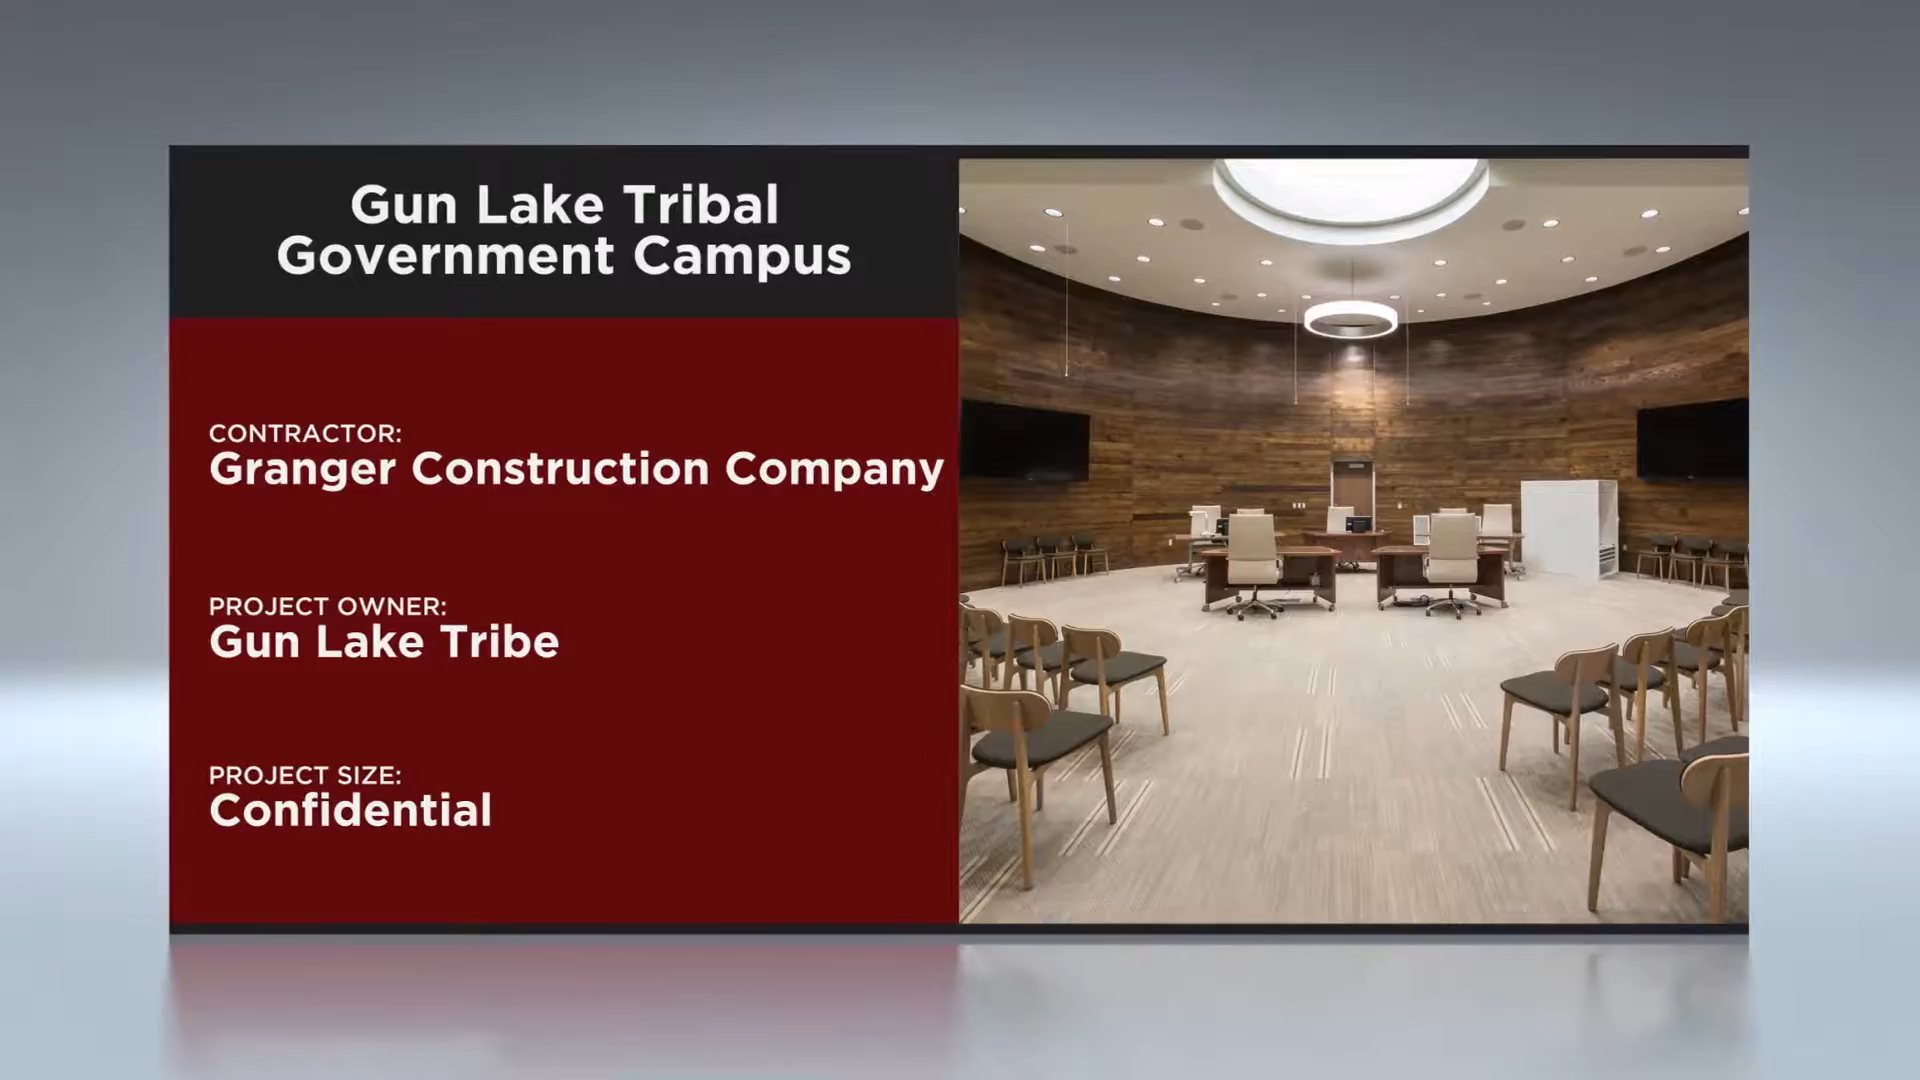 Gun Lake Tribal
Government Campus
CONTRACTOR:
Granger Construction Company
PROJECT OWNER:
Gun Lake Tribe
PROJECT SIZE:
Confidential